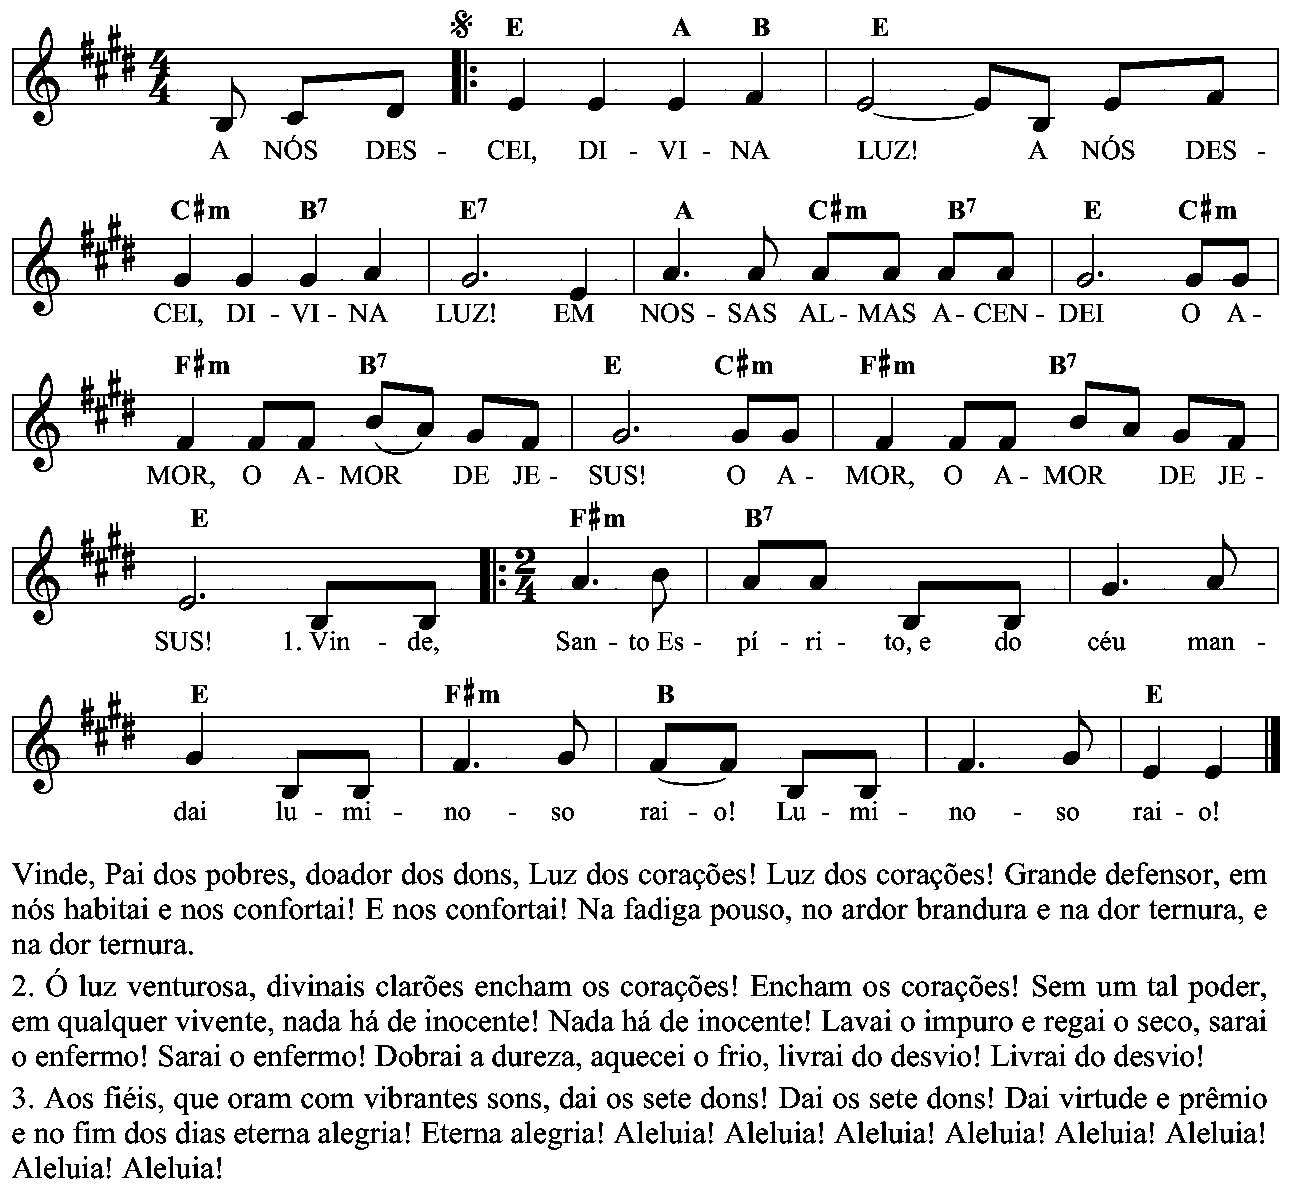 E A B E
A NÓS DES - CEI, DI - VI - NA LUZ! A NÓS DES -
C#m B7 E7 A C#m B7 E C#m
CEI, DI - VI - NA LUZ! EM NOS - SAS AL - MAS A - CEN - DEI O A -
F#m B7 E C#m F#m B7
MOR, O A - MOR DE JE - SUS! O A - MOR, O A - MOR DE JE -
E F#m B7
SUS! 1. Vin - de, San - to Es - pí - ri - to, e do céu man -
E F#m B E
dai lu - mi - no - so rai - o! Lu - mi - no - so rai - o!
Vinde, Pai dos pobres, doador dos dons, Luz dos corações! Luz dos corações! Grande defensor, em
nós habitai e nos confortai! E nos confortai! Na fadiga pouso, no ardor brandura e na dor ternura, e
na dor ternura.
2. Ó luz venturosa, divinais clarões encham os corações! Encham os corações! Sem um tal poder,
em qualquer vivente, nada há de inocente! Nada há de inocente! Lavai o impuro e regai o seco, sarai
o enfermo! Sarai o enfermo! Dobrai a dureza, aquecei o frio, livrai do desvio! Livrai do desvio!
3. Aos fiéis, que oram com vibrantes sons, dai os sete dons! Dai os sete dons! Dai virtude e prêmio
e no fim dos dias eterna alegria! Eterna alegria! Aleluia! Aleluia! Aleluia! Aleluia! Aleluia! Aleluia!
Aleluia! Aleluia!